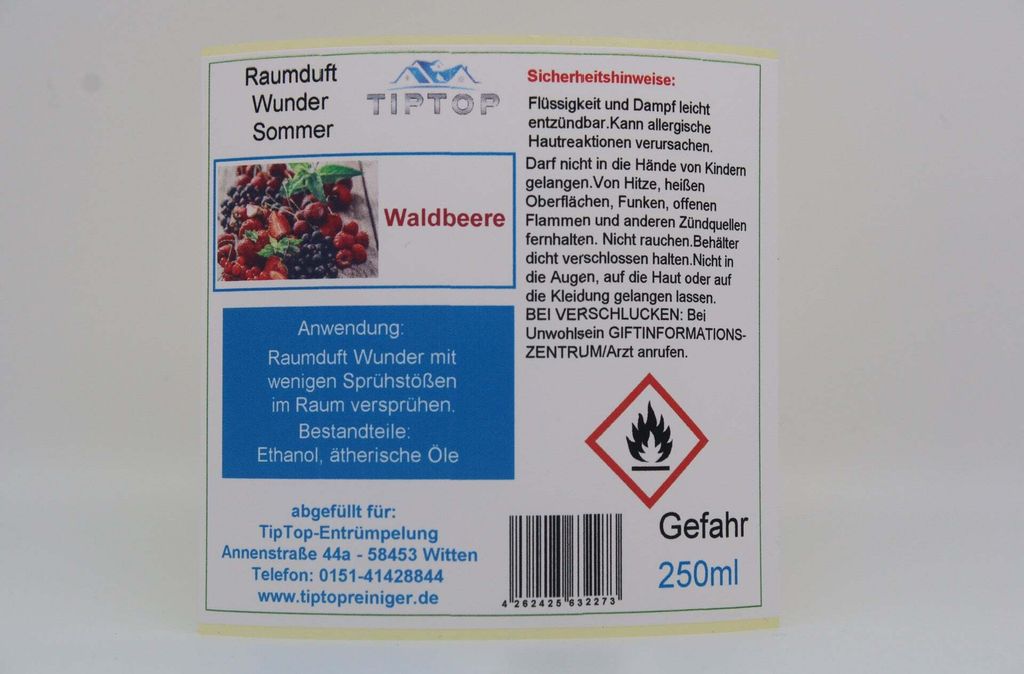 Raumduft
Wunder
Sommer
TIPTOP
Waldbeere
Anwendung:
Raumduft Wunder mit
wenigen Sprühstößen
im Raum versprühen.
Bestandteile:
Ethanol, ätherische Öle
abgefüllt für:
TipTop-Entrümpelung
Annenstraße 44a - 58453 Witten
Telefon: 0151-41428844
www.tiptopreiniger.de
Sicherheitshinweise:
Flüssigkeit und Dampf leicht
entzündbar.Kann allergische
Hautreaktionen verursachen.
Darf nicht in die Hände von Kindern
gelangen.Von Hitze, heißen
Oberflächen, Funken, offenen
Flammen und anderen Zündquellen
fernhalten. Nicht rauchen.Behälter
dicht verschlossen halten.Nicht in
die Augen, auf die Haut oder auf
die Kleidung gelangen lassen.
BEI VERSCHLUCKEN: Bei
Unwohlsein GIFTINFORMATIONS-
ZENTRUM/Arzt anrufen.
Gefahr
250ml
4 262425 632273